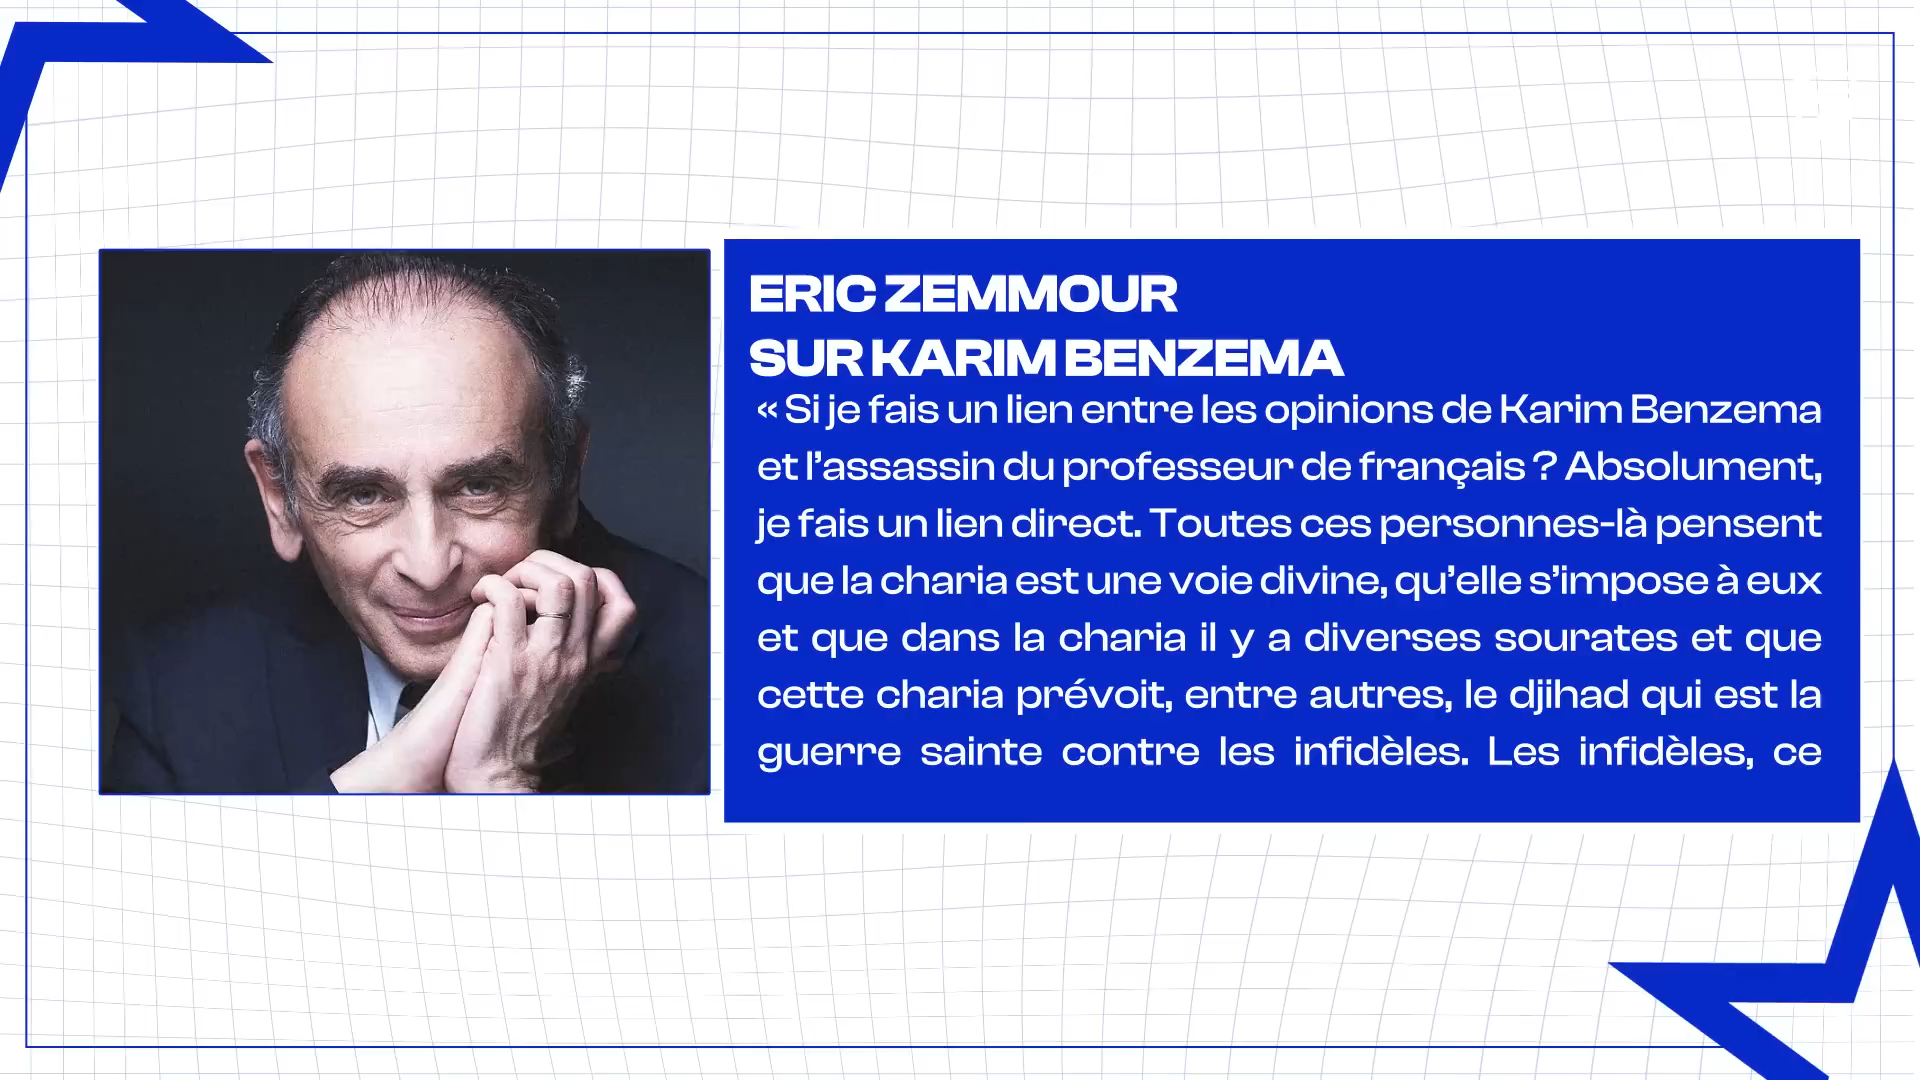 ERIC ZEMMOUR
SUR KARIM BENZEMA
« Si je fais un lien entre les opinions de Karim Benzema
et l’assassin du professeur de français ? Absolument,
je fais un lien direct. Toutes ces personnes-là pensent
que la charia est une voie divine, qu’elle s’impose à eux
et que dans la charia il y a diverses sourates et que
cette charia prévoit, entre autres, le djihad qui est la
guerre sainte contre les infidèles. Les infidèles, ce